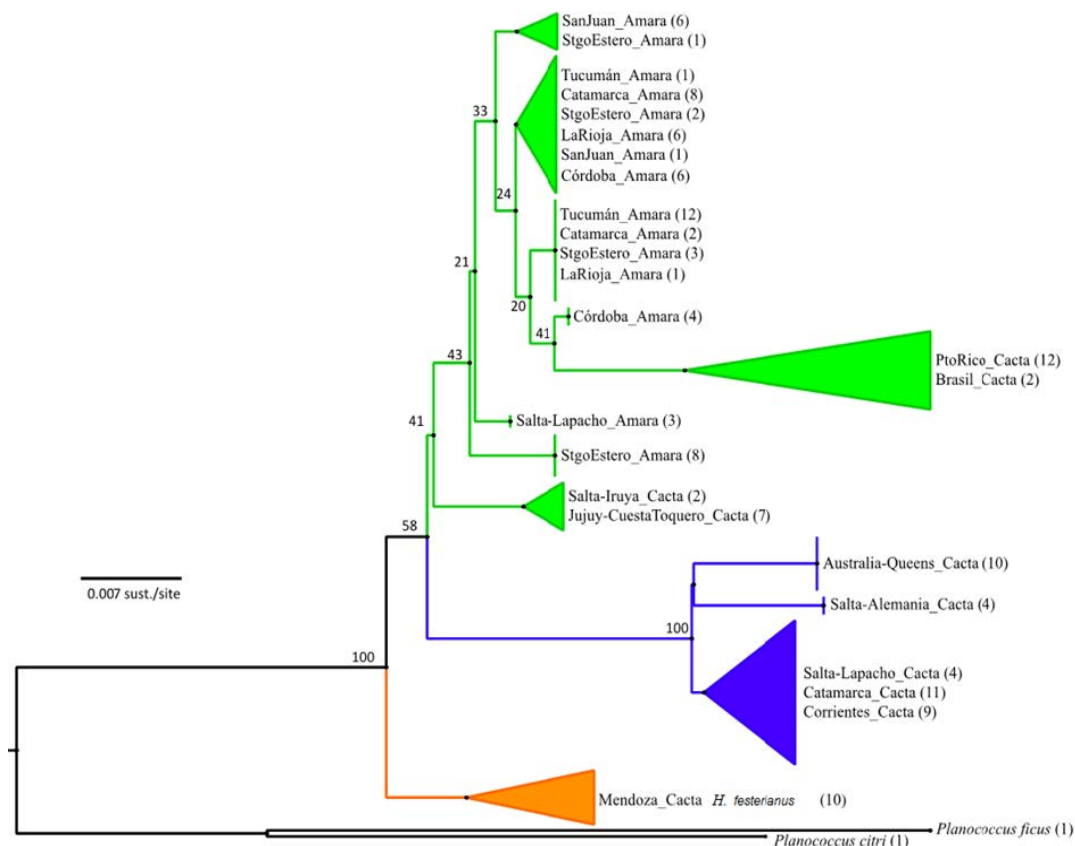 SanJuan_Amara (6)
StgoEstero_Amara (1)
Tucumán_Amara (1)
Catamarca_Amara (8)
StgoEstero_Amara (2)
LaRioja_Amara (6)
SanJuan_Amara (1)
Córdoba_Amara (6)
33
24
Tucumán_Amara (12)
Catamarca_Amara (2)
StgoEstero_Amara (3)
LaRioja_Amara (1)
21
20
Córdoba_Amara (4)
41
43
PtoRico_Cacta (12)
Brasil_Cacta (2)
41
Salta-Lapacho_Amara (3)
StgoEstero_Amara (8)
Salta-Iruya_Cacta (2)
Jujuy-CuestaToquero_Cacta (7)
58
Australia-Queens_Cacta (10)
0.007 sust./site
Salta-Alemania_Cacta (4)
100
100
Salta-Lapacho_Cacta (4)
Catamarca_Cacta (11)
Corrientes_Cacta (9)
Mendoza_Cacta H. festerianus (10)
Planococcus ficus (1)
Planococcus citri (1)